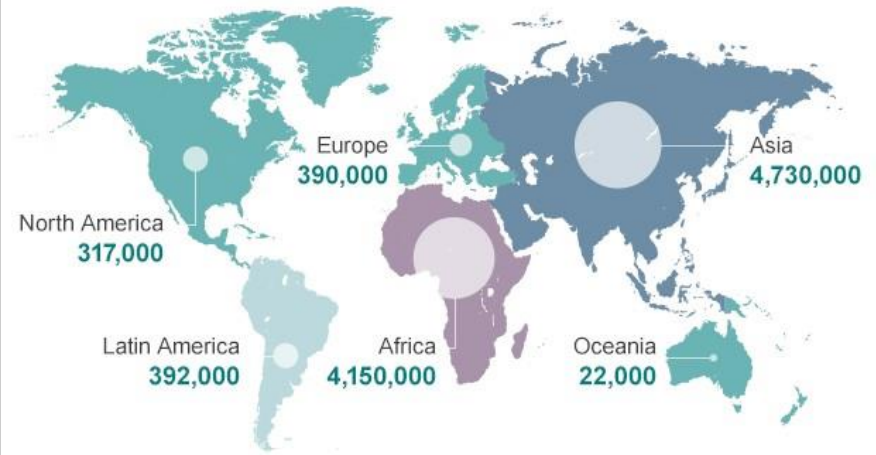 Europe
390,000
Asia
4,730,000
North America
317,000
Latin America
392,000
Africa
4,150,000
Oceania
22,000